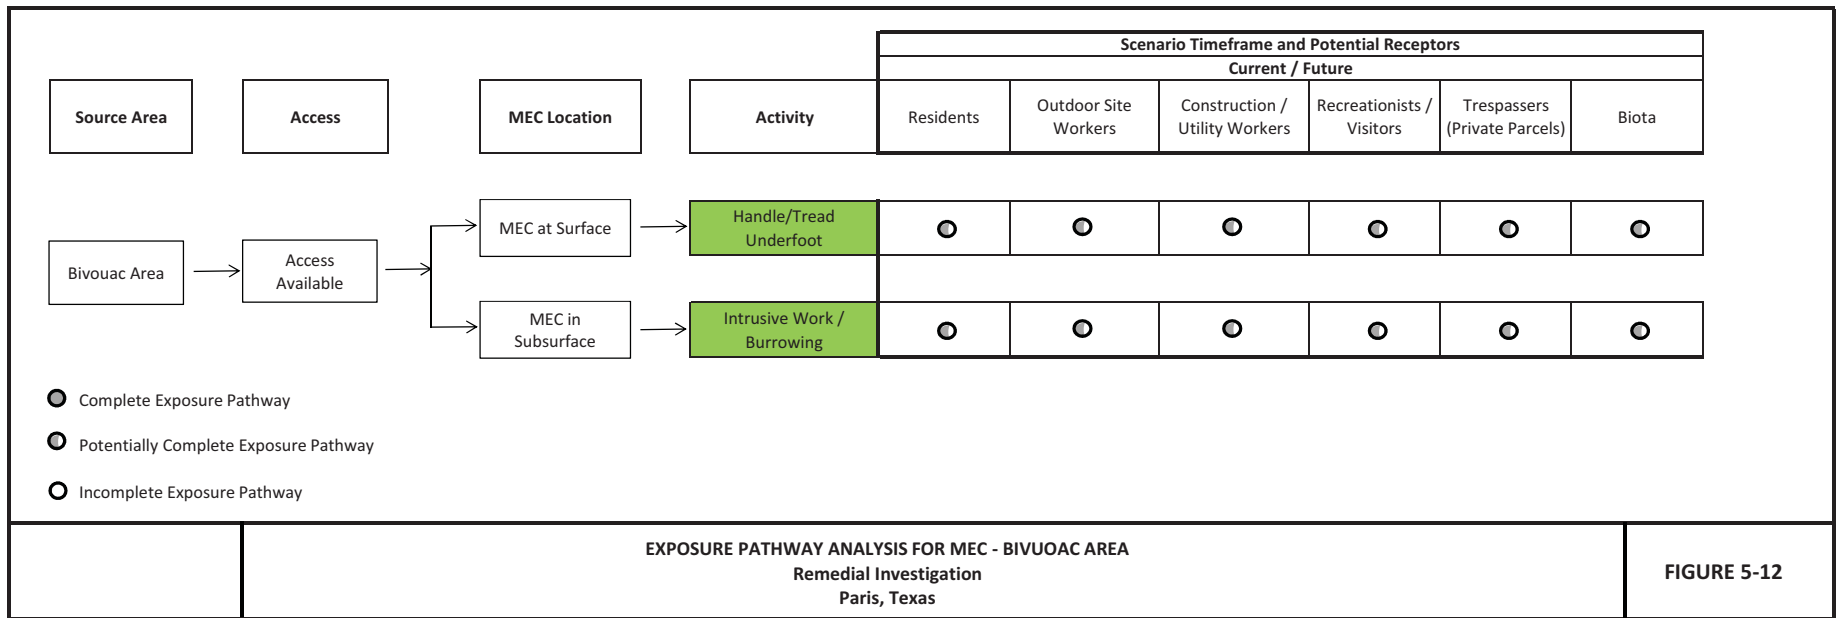 Scenario Timeframe and Potential Receptors
Current / Future
Source Area
Access
MEC Location
Activity
Residents
Outdoor Site
Workers
Construction /
Utility Workers
Recreationists /
Visitors
Trespassers
(Private Parcels)
Biota
Bivouac Area
Access
Available
MEC at Surface
Handle/Tread
Underfoot
MEC in
Subsurface
Intrusive Work /
Burrowing
Complete Exposure Pathway
Potentially Complete Exposure Pathway
Incomplete Exposure Pathway
EXPOSURE PATHWAY ANALYSIS FOR MEC - BIVUOAC AREA
Remedial Investigation
Paris, Texas
FIGURE 5-12